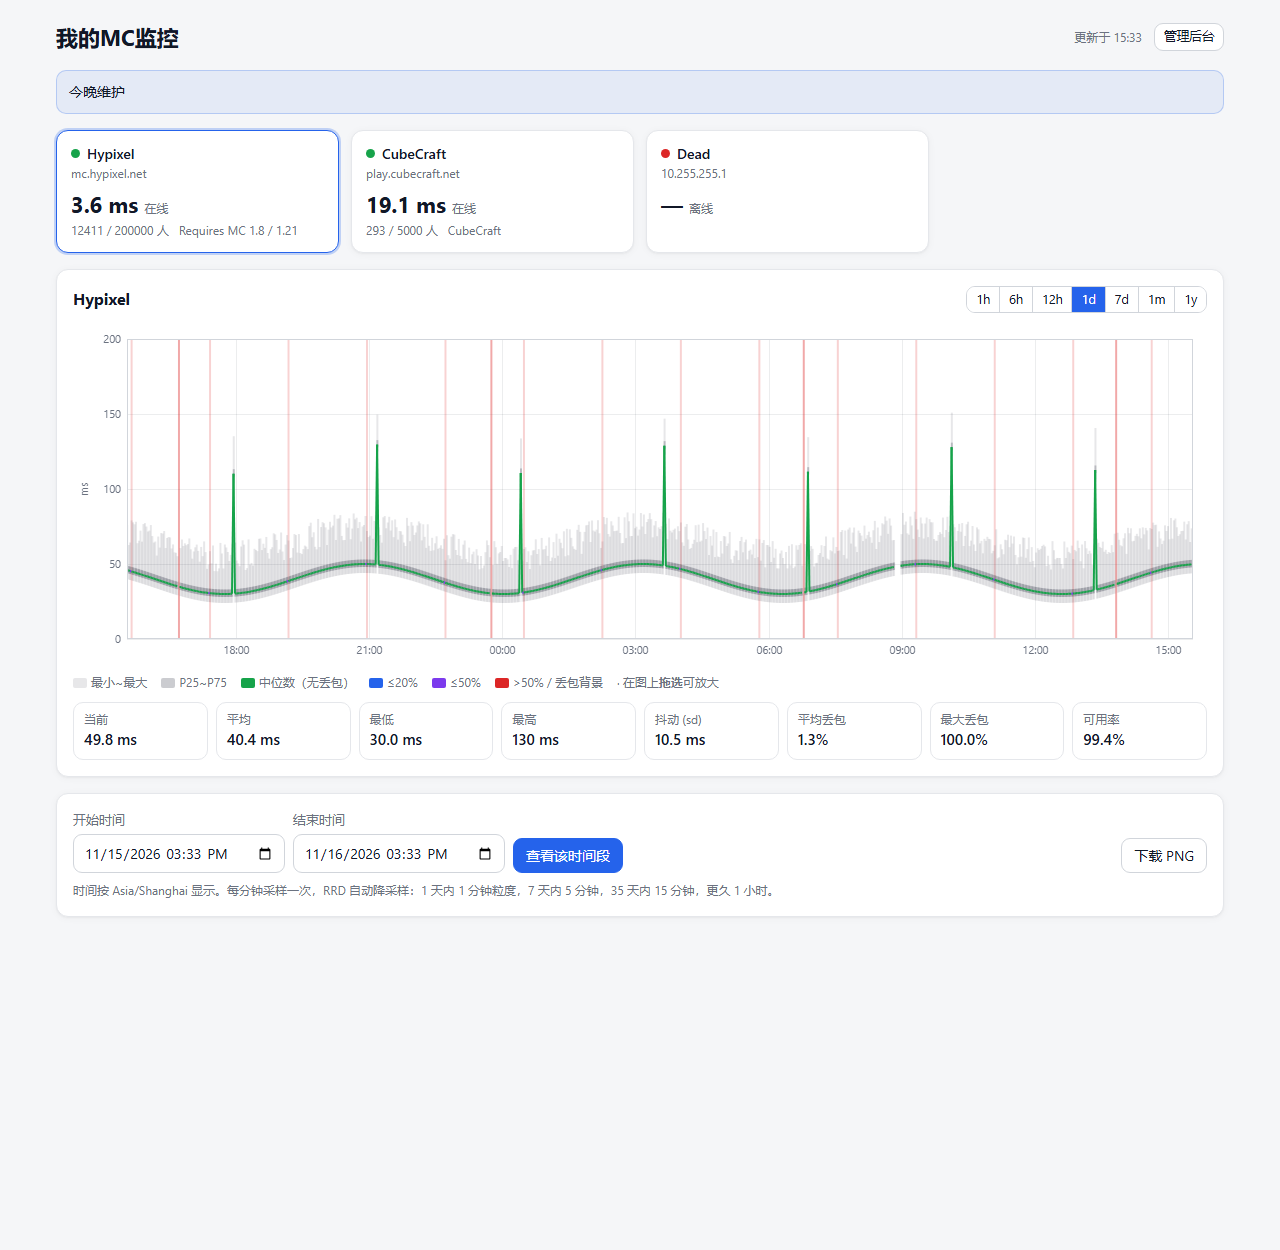 我的MC监控
更新于 15:33
管理后台
今晚维护
Hypixel
mc.hypixel.net
3.6 ms 在线
12411 / 200000 人 Requires MC 1.8 / 1.21
CubeCraft
play.cubecraft.net
19.1 ms 在线
293 / 5000 人 CubeCraft
Dead
10.255.255.1
— 离线
Hypixel
1h 6h 12h 1d 7d 1m 1y
200
150
100
50
0
ms
18:00 21:00 00:00 03:00 06:00 09:00 12:00 15:00
最小~最大 P25~P75 中位数（无丢包） ≤20% ≤50% >50% / 丢包背景 · 在图上拖选可放大
当前
49.8 ms
平均
40.4 ms
最低
30.0 ms
最高
130 ms
抖动 (sd)
10.5 ms
平均丢包
1.3%
最大丢包
100.0%
可用率
99.4%
开始时间
11/15/2026 03:33 PM
结束时间
11/16/2026 03:33 PM
查看该时间段
下载 PNG
时间按 Asia/Shanghai 显示。每分钟采样一次，RRD 自动降采样：1 天内 1 分钟粒度，7 天内 5 分钟，35 天内 15 分钟，更久 1 小时。